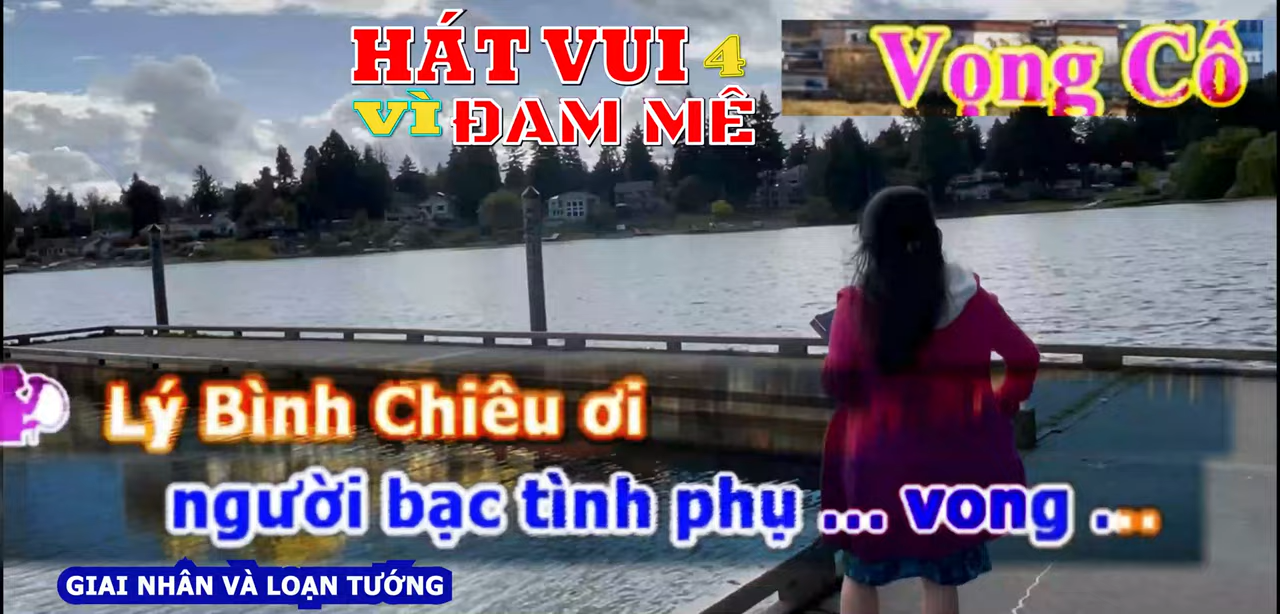 HÁT VUI 4
VÌ ĐAM MÊ
Vọng Cổ
Lý Bình Chiêu ơi
người bạc tình phụ ... vong ...
GIAI NHÂN VÀ LOẠN TƯỚNG